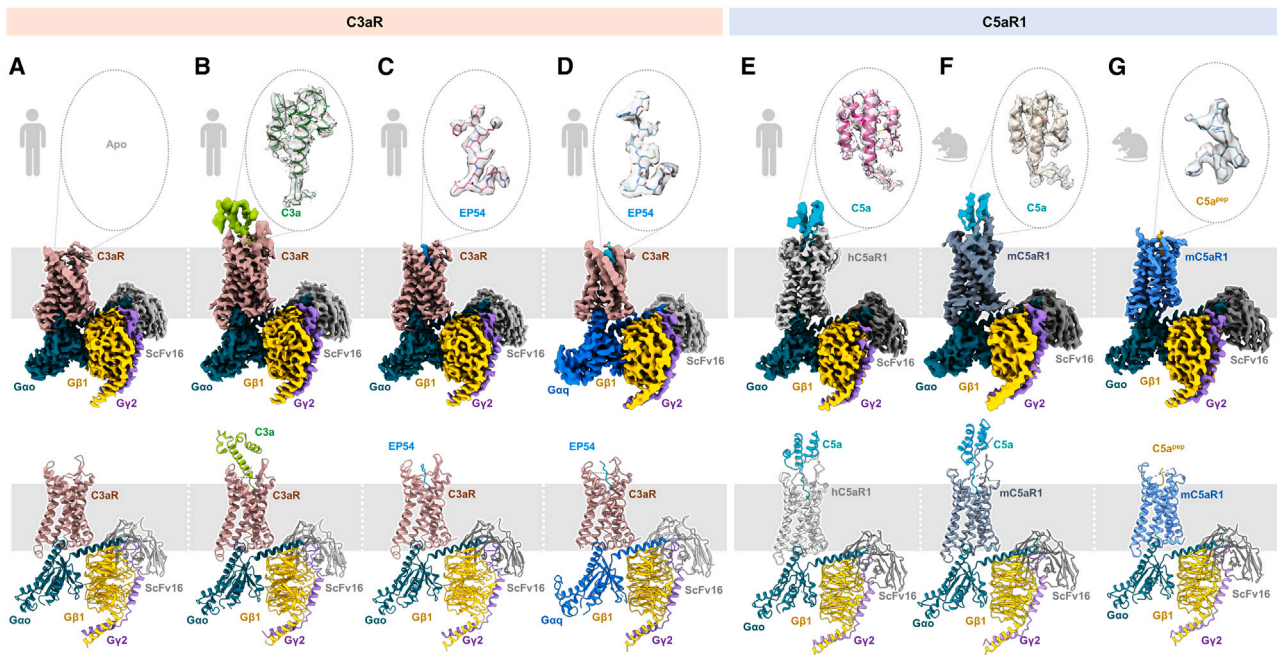 C3aR
C5aR1
A
B
C
D
E
F
G
Apo
C3a
EP54
EP54
C5a
C5a
C5aᵖᵉᵖ
C3aR
C3aR
C3aR
C3aR
hC5aR1
mC5aR1
mC5aR1
ScFv16
ScFv16
ScFv16
ScFv16
ScFv16
ScFv16
ScFv16
Gαo
Gβ1
Gγ2
Gαo
Gβ1
Gγ2
Gαo
Gβ1
Gγ2
Gαq
Gβ1
Gγ2
Gαo
Gβ1
Gγ2
Gαo
Gβ1
Gγ2
Gαo
Gβ1
Gγ2
C3a
EP54
EP54
C5a
C5a
C5aᵖᵉᵖ
C3aR
C3aR
C3aR
C3aR
hC5aR1
mC5aR1
mC5aR1
ScFv16
ScFv16
ScFv16
ScFv16
ScFv16
ScFv16
ScFv16
Gαo
Gβ1
Gγ2
Gαo
Gβ1
Gγ2
Gαo
Gβ1
Gγ2
Gαq
Gβ1
Gγ2
Gαo
Gβ1
Gγ2
Gαo
Gβ1
Gγ2
Gαo
Gβ1
Gγ2